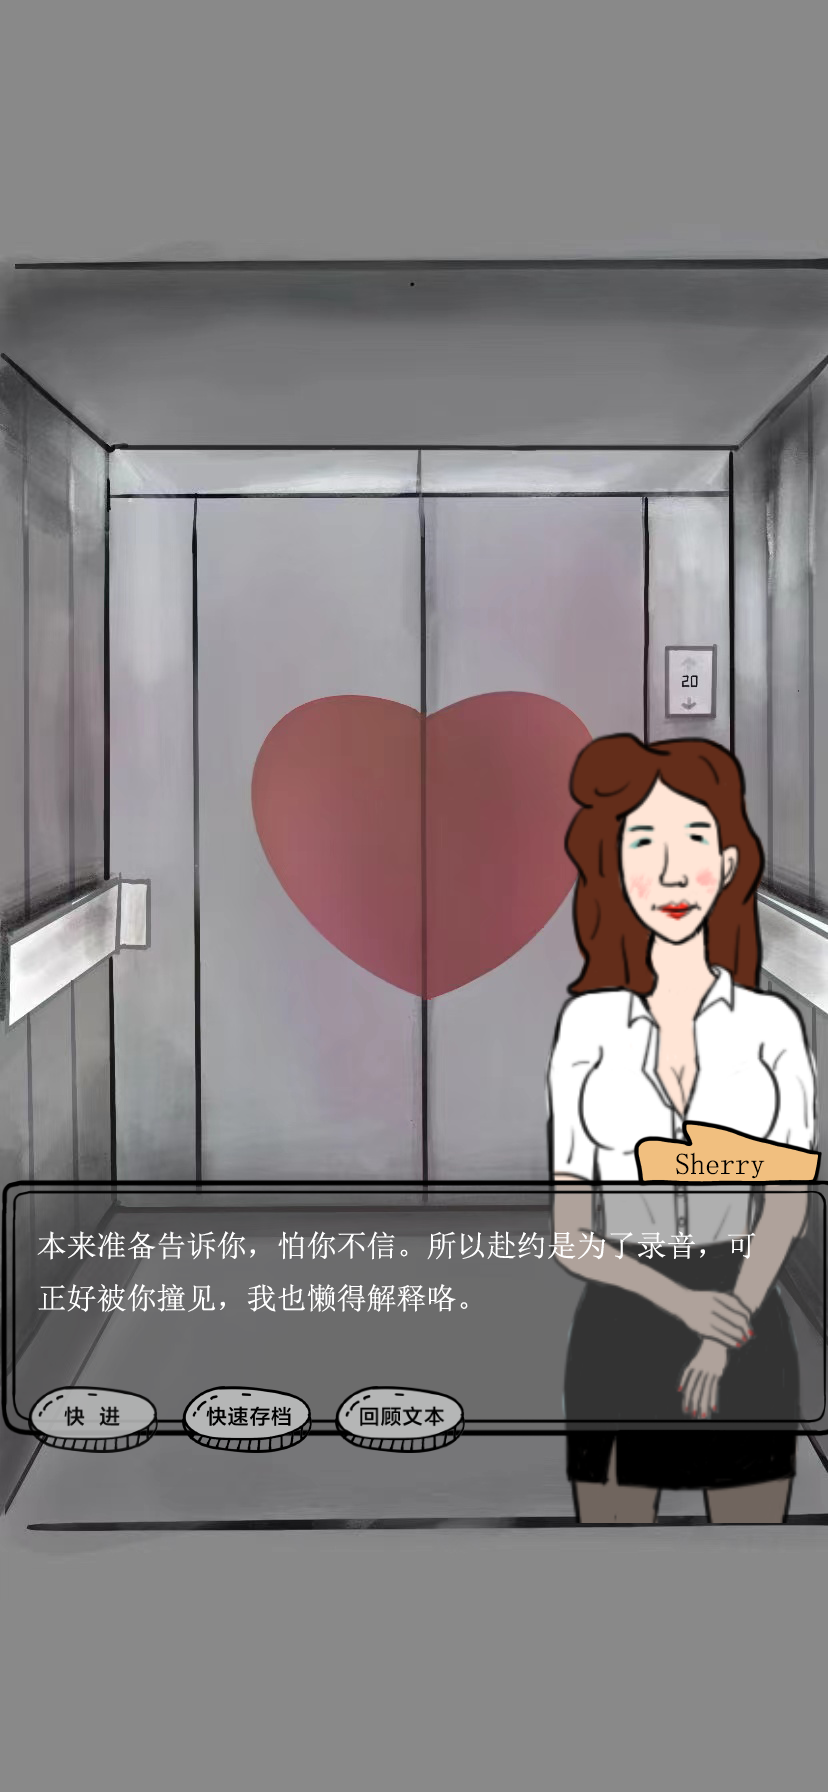 20
Sherry
本来准备告诉你，怕你不信。所以赴约是为了录音，可
正好被你撞见，我也懒得解释咯。
快 进
快速存档
回顾文本